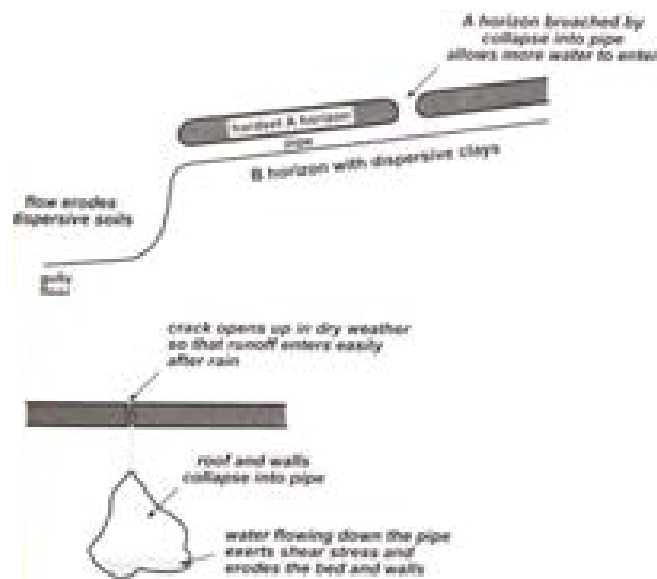 A horizon breached by
collapse into pipe
allows more water to enter
hardset A horizon
pipe
B horizon with dispersive clays
flow erodes
dispersive soils
gully
floor
crack opens up in dry weather
so that runoff enters easily
after rain
roof and walls
collapse into pipe
water flowing down the pipe
exerts shear stress and
erodes the bed and walls